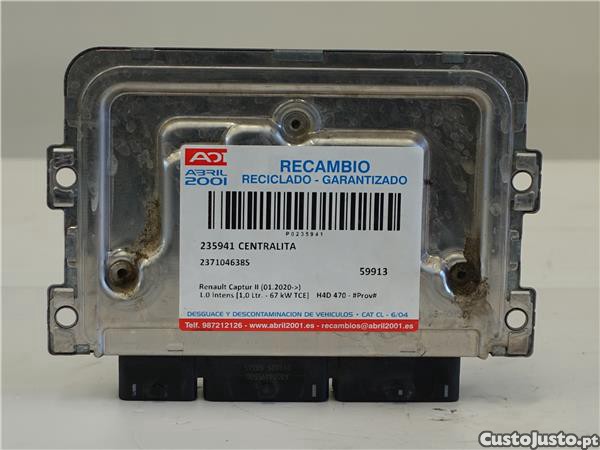 ADI
ABRIL
2001
RECAMBIO
RECICLADO - GARANTIZADO
P0235941
235941 CENTRALITA
237104638S
59913
Renault Captur II (01.2020->)
1.0 Intens [1,0 Ltr. - 67 kW TCE] H4D 470 - #Prov#
DESGUACE Y DESCONTAMINACION DE VEHICULOS • CAT CL - 6/04
Telf. 987212126 - www.abril2001.es - recambios@abril2001.es
CustoJusto.pt